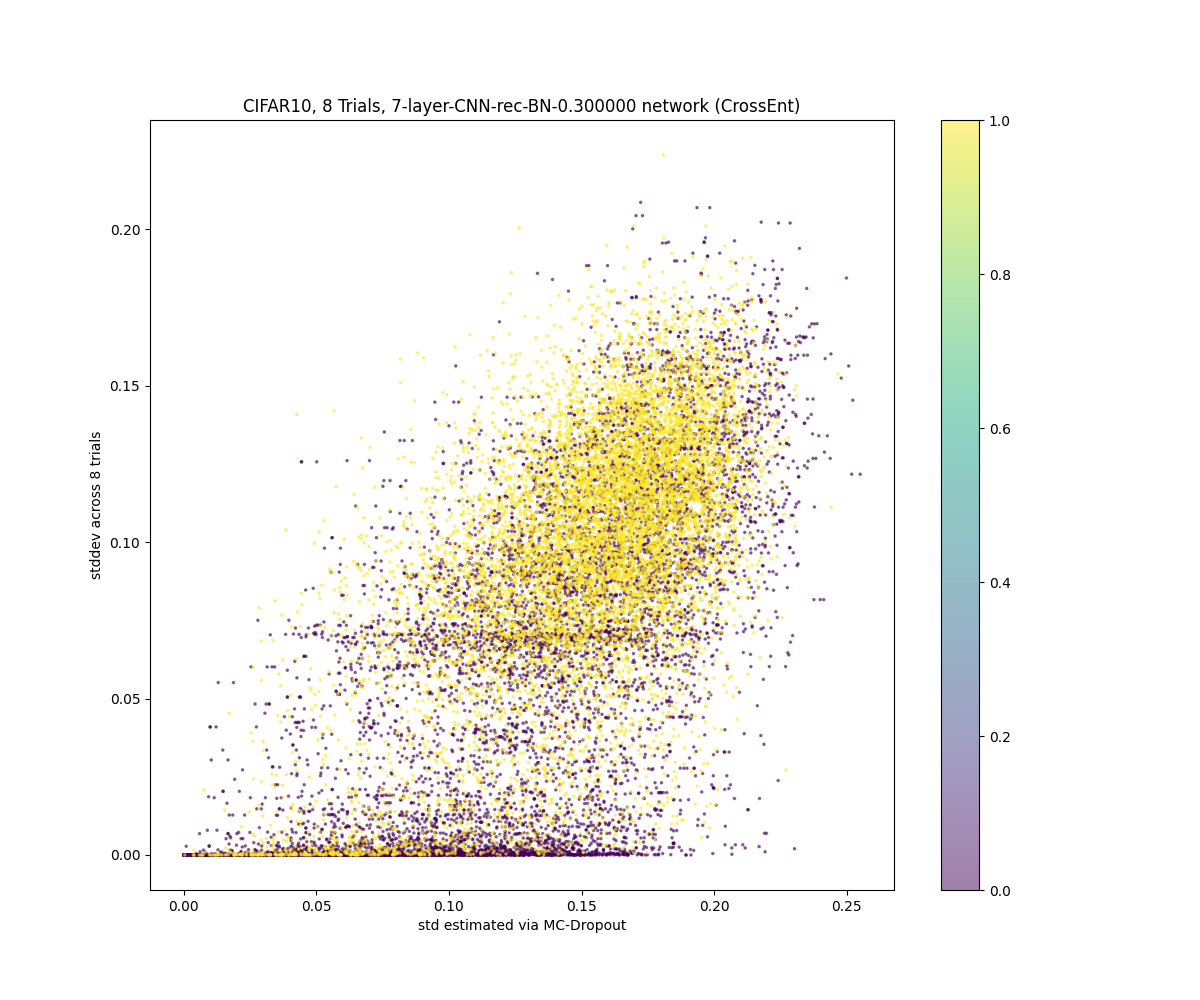 CIFAR10, 8 Trials, 7-layer-CNN-rec-BN-0.300000 network (CrossEnt)
stddev across 8 trials
0.20
0.15
0.10
0.05
0.00
0.00 0.05 0.10 0.15 0.20 0.25
std estimated via MC-Dropout
1.0
0.8
0.6
0.4
0.2
0.0